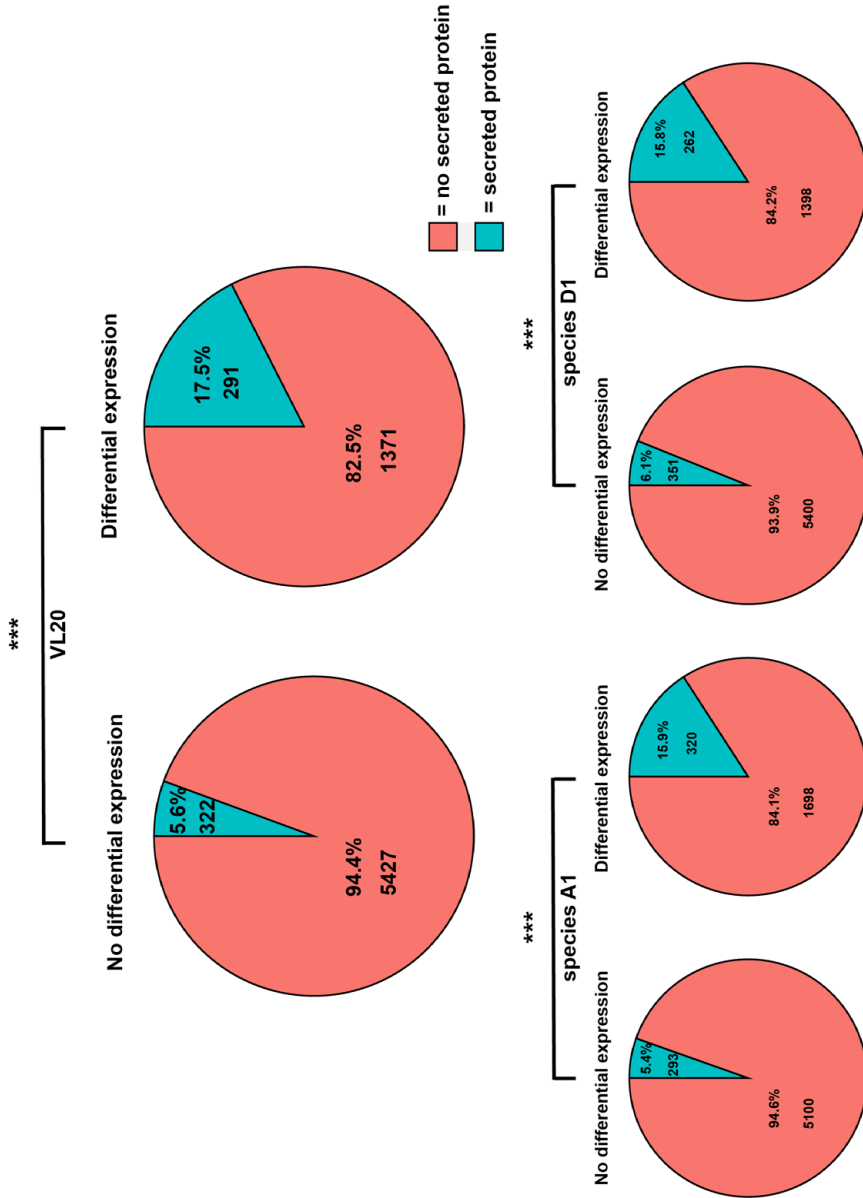 ***
VL20
No differential expression
Differential expression
5.6%
322
94.4%
5427
17.5%
291
82.5%
1371
= no secreted protein
= secreted protein
***
species A1
No differential expression
Differential expression
5.4%
293
94.6%
5100
15.9%
320
84.1%
1698
***
species D1
No differential expression
Differential expression
6.1%
351
93.9%
5400
15.8%
262
84.2%
1398